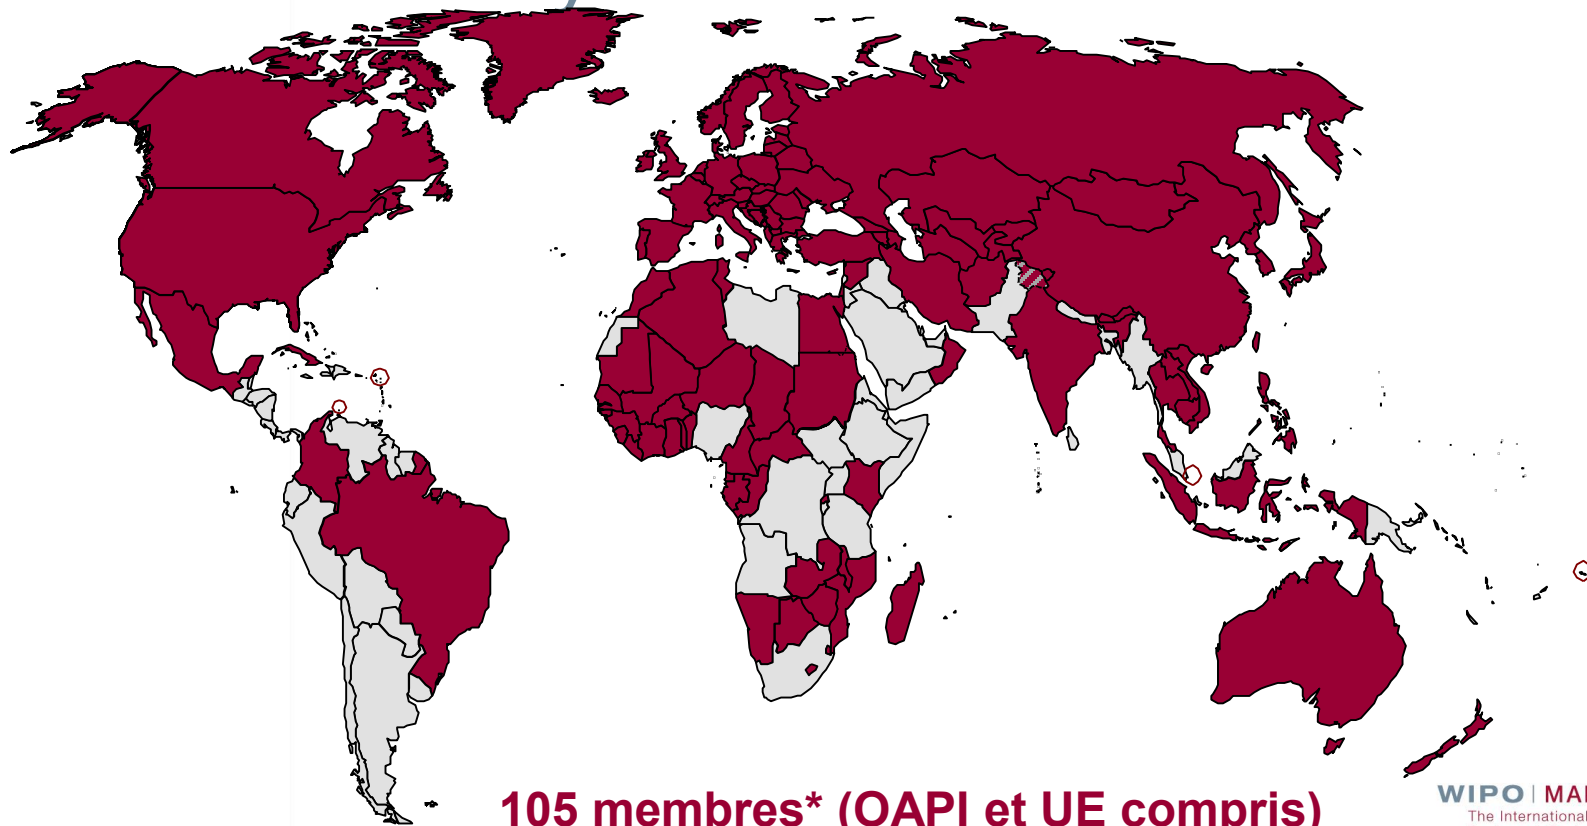 105 membres* (OAPI et UE compris)
WIPO | MA
The International